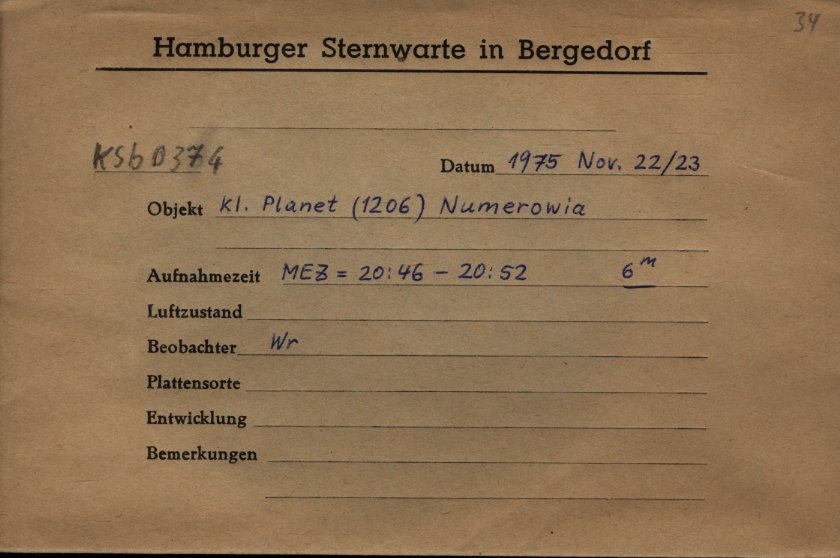 34
Hamburger Sternwarte in Bergedorf
KSb0374
Datum 1975 Nov. 22/23
Objekt kl. Planet (1206) Numerowia
Aufnahmezeit MEZ = 20:46 – 20:52 6ᵐ
Luftzustand
Beobachter Wr
Plattensorte
Entwicklung
Bemerkungen